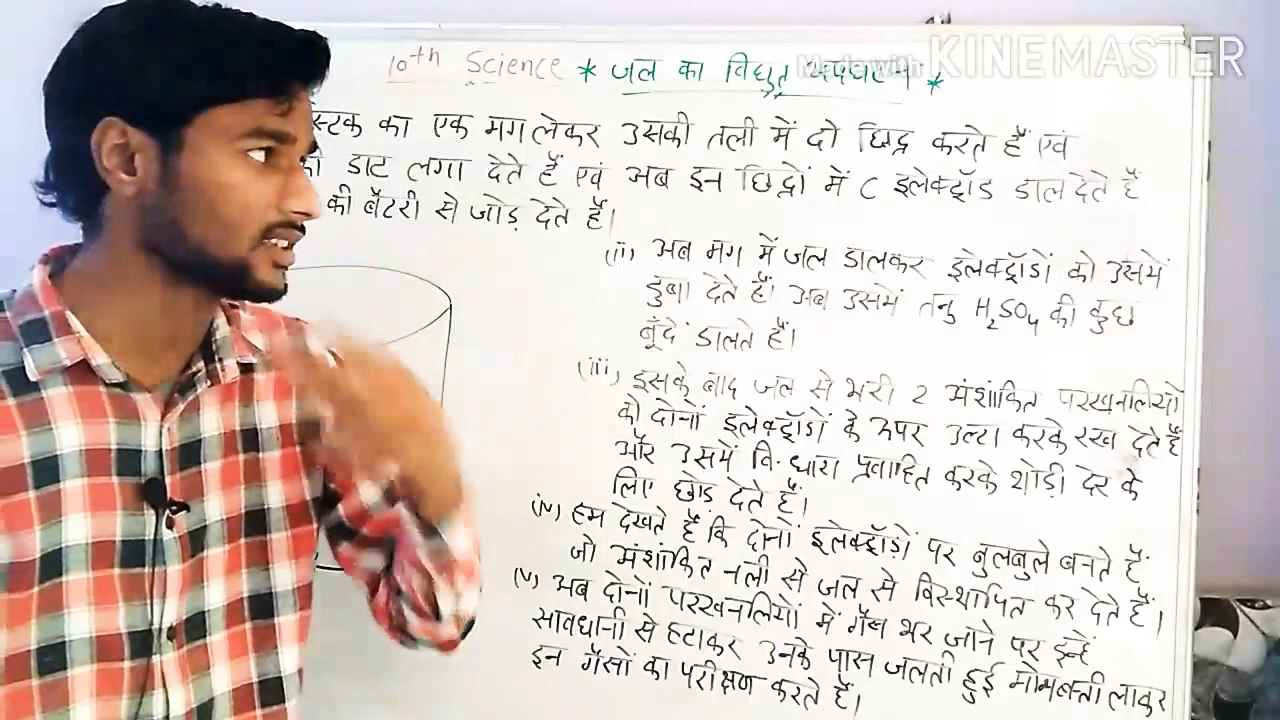 Made with KINEMASTER
10th Science * जल का विद्युत अपघटन *
स्टिक का एक मग लेकर उसकी तली में दो छिद्र करते हैं एवं
डाट लगा देते हैं एवं अब इन छिद्रों में C इलेक्ट्रॉड डाल देते हैं
की बैटरी से जोड़ देते हैं।
(ii) अब मग में जल डालकर इलेक्ट्रॉडों को उसमें
डुबा देते हैं। अब उसमें तनु H₂SO₄ की कुछ
बूँदें डालते हैं।
(iii) इसके बाद जल से भरी 2 अंशांकित परखनलियों
को दोनों इलेक्ट्रॉडों के ऊपर उल्टा करके रख देते हैं
और उसमें वि. धारा प्रवाहित करके थोड़ी देर के
लिए छोड़ देते हैं।
(iv) हम देखते हैं कि दोनों इलेक्ट्रॉडों पर बुलबुले बनते हैं
जो अंशांकित नली से जल से विस्थापित कर देते हैं।
(v) अब दोनों परखनलियों में गैस भर जाने पर इन्हें
सावधानी से हटाकर उनके पास जलती हुई मोमबत्ती लाकर
इन गैसों का परीक्षण करते हैं।